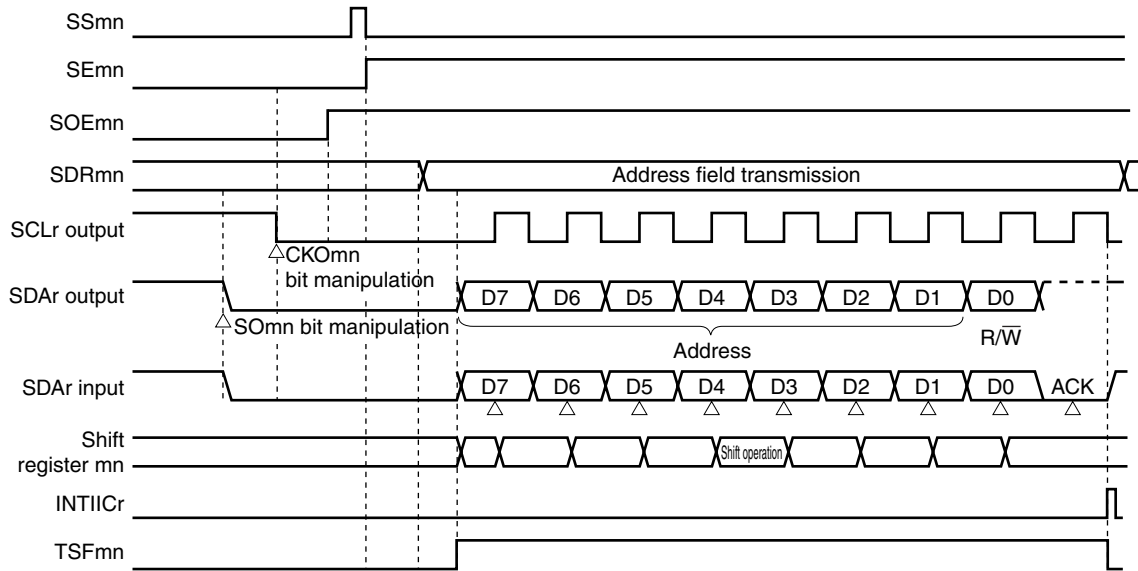 SSmn
SEmn
SOEmn
SDRmn
Address field transmission
SCLr output
CKOmn
bit manipulation
SDAr output
D7 D6 D5 D4 D3 D2 D1 D0
SOmn bit manipulation
Address
R/W̅
SDAr input
D7 D6 D5 D4 D3 D2 D1 D0 ACK
Shift
register mn
Shift operation
INTIICr
TSFmn